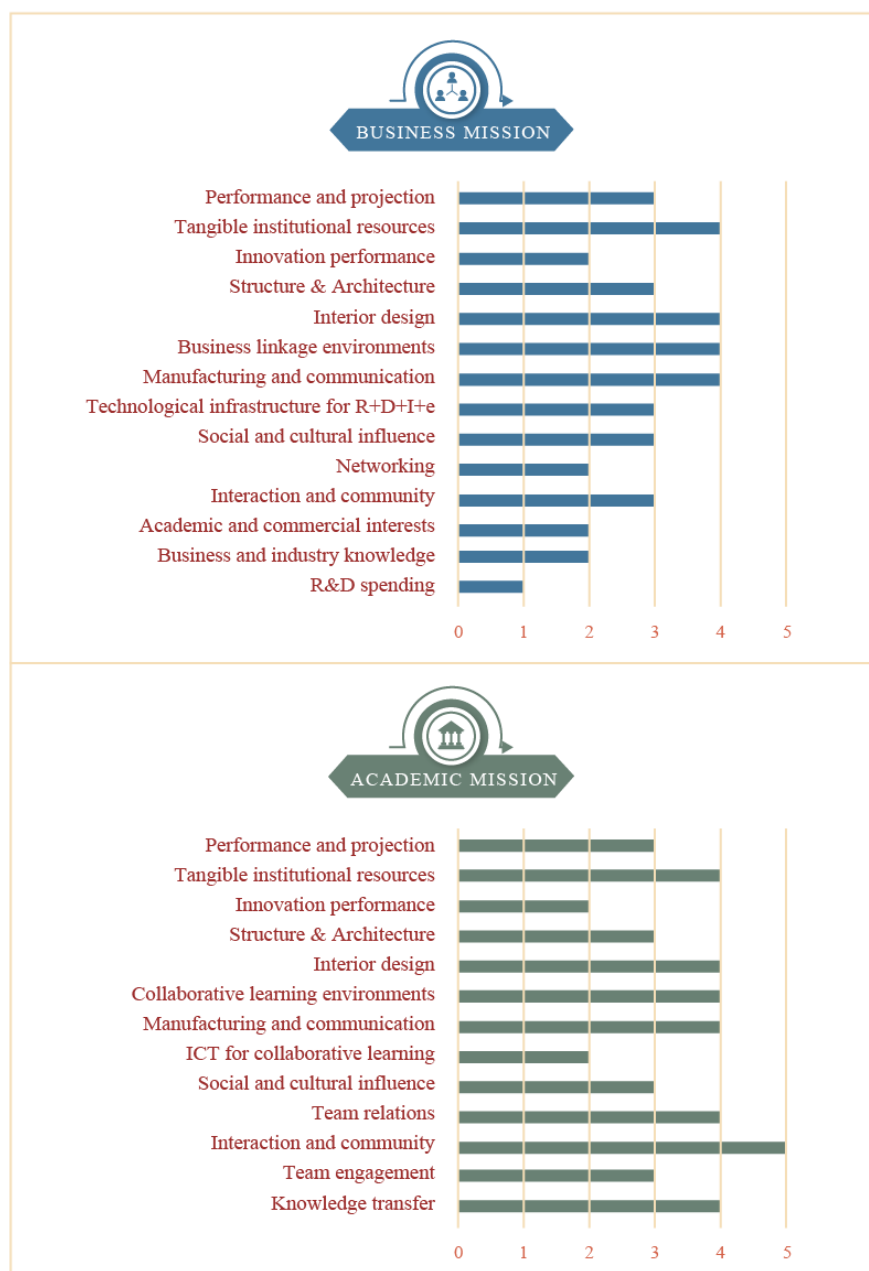 BUSINESS MISSION
Performance and projection
Tangible institutional resources
Innovation performance
Structure & Architecture
Interior design
Business linkage environments
Manufacturing and communication
Technological infrastructure for R+D+I+e
Social and cultural influence
Networking
Interaction and community
Academic and commercial interests
Business and industry knowledge
R&D spending
0 1 2 3 4 5
ACADEMIC MISSION
Performance and projection
Tangible institutional resources
Innovation performance
Structure & Architecture
Interior design
Collaborative learning environments
Manufacturing and communication
ICT for collaborative learning
Social and cultural influence
Team relations
Interaction and community
Team engagement
Knowledge transfer
0 1 2 3 4 5